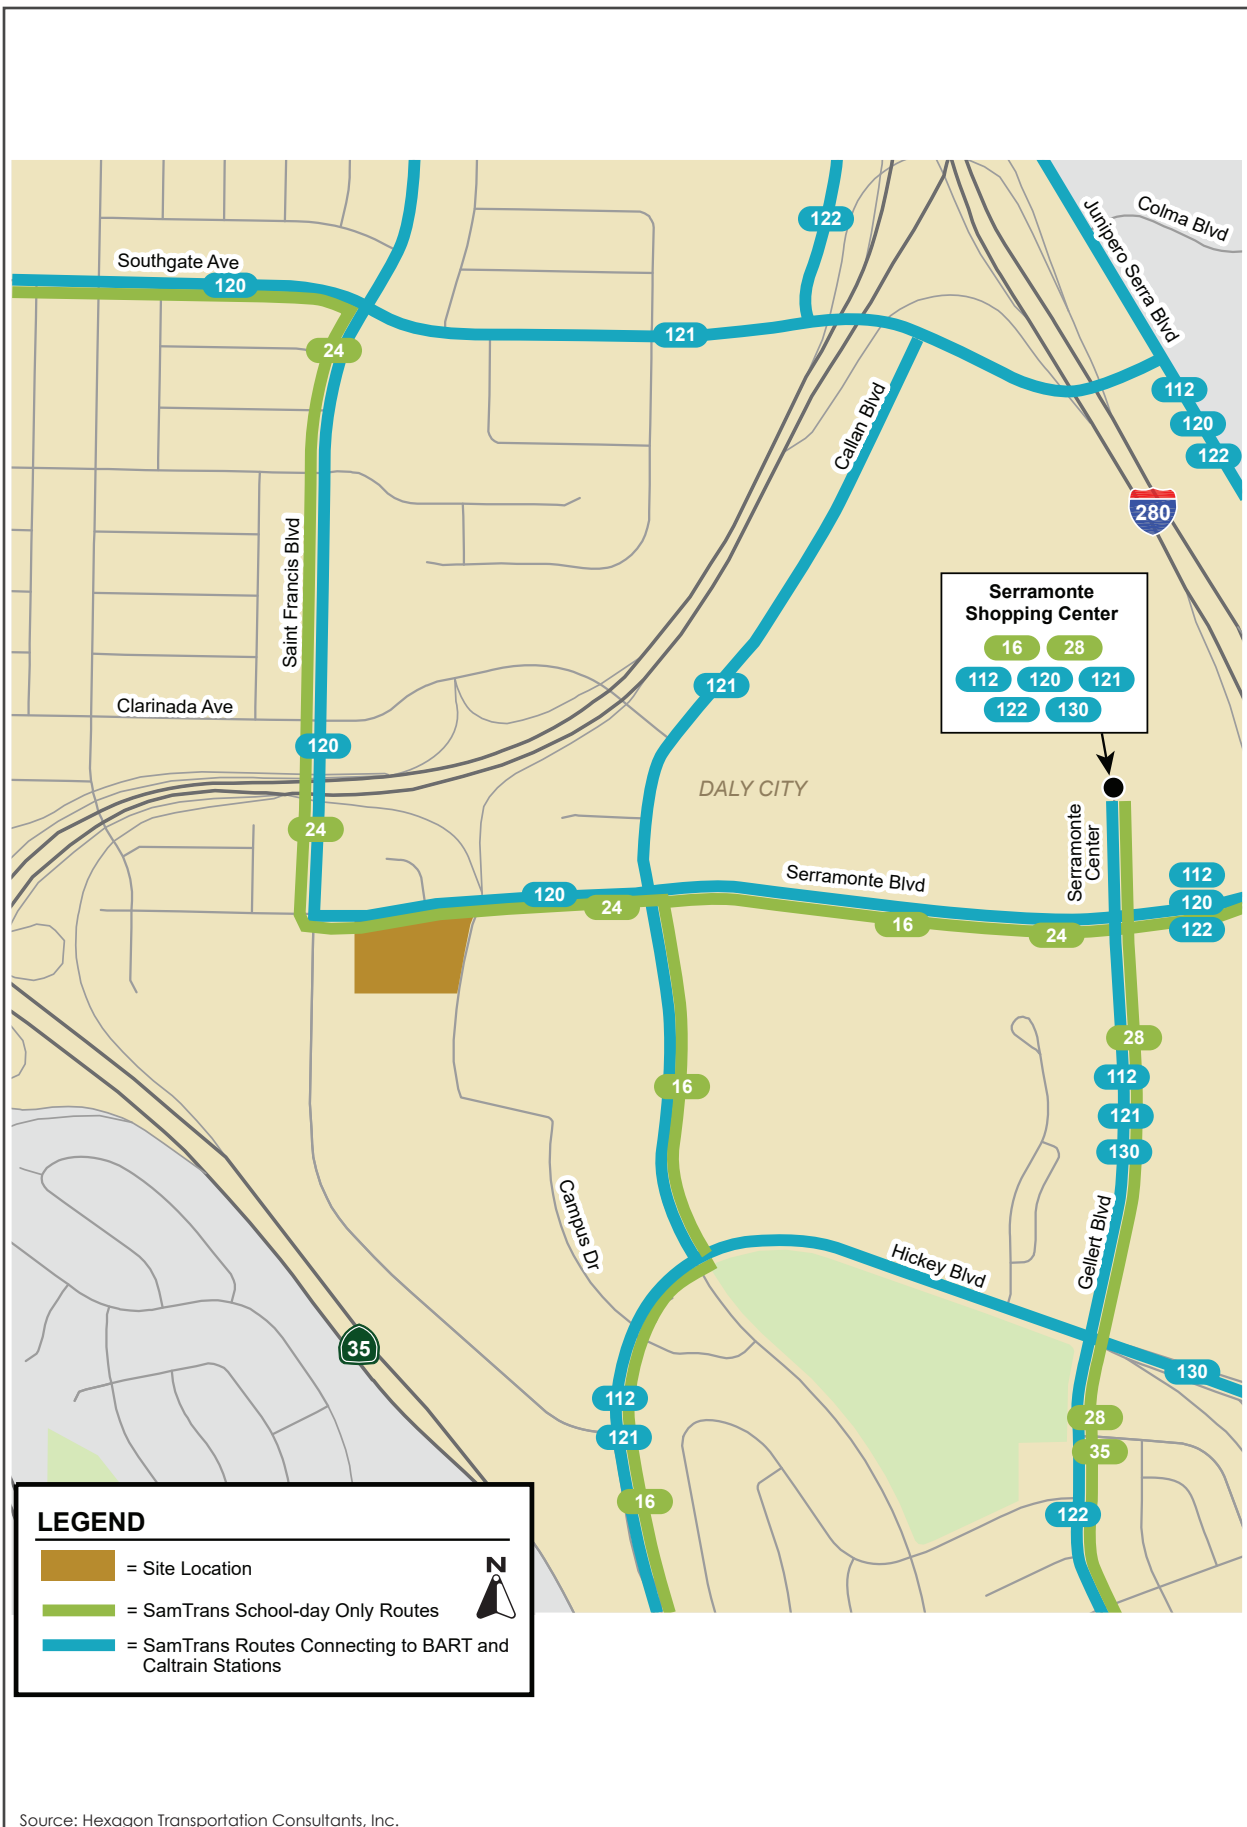 122
Colma Blvd
Junipero Serra Blvd
Southgate Ave
120
121
24
112
120
122
Callan Blvd
280
Saint Francis Blvd
Serramonte
Shopping Center
16 28
112 120 121
122 130
121
Clarinada Ave
120
DALY CITY
24
Serramonte
Center
Serramonte Blvd
112
120
122
120
24
16
24
28
112
121
130
16
Campus Dr
Gellert Blvd
Hickey Blvd
35
130
112
121
28
35
16
122
LEGEND
= Site Location
N
= SamTrans School-day Only Routes
= SamTrans Routes Connecting to BART and
Caltrain Stations
Source: Hexagon Transportation Consultants, Inc.